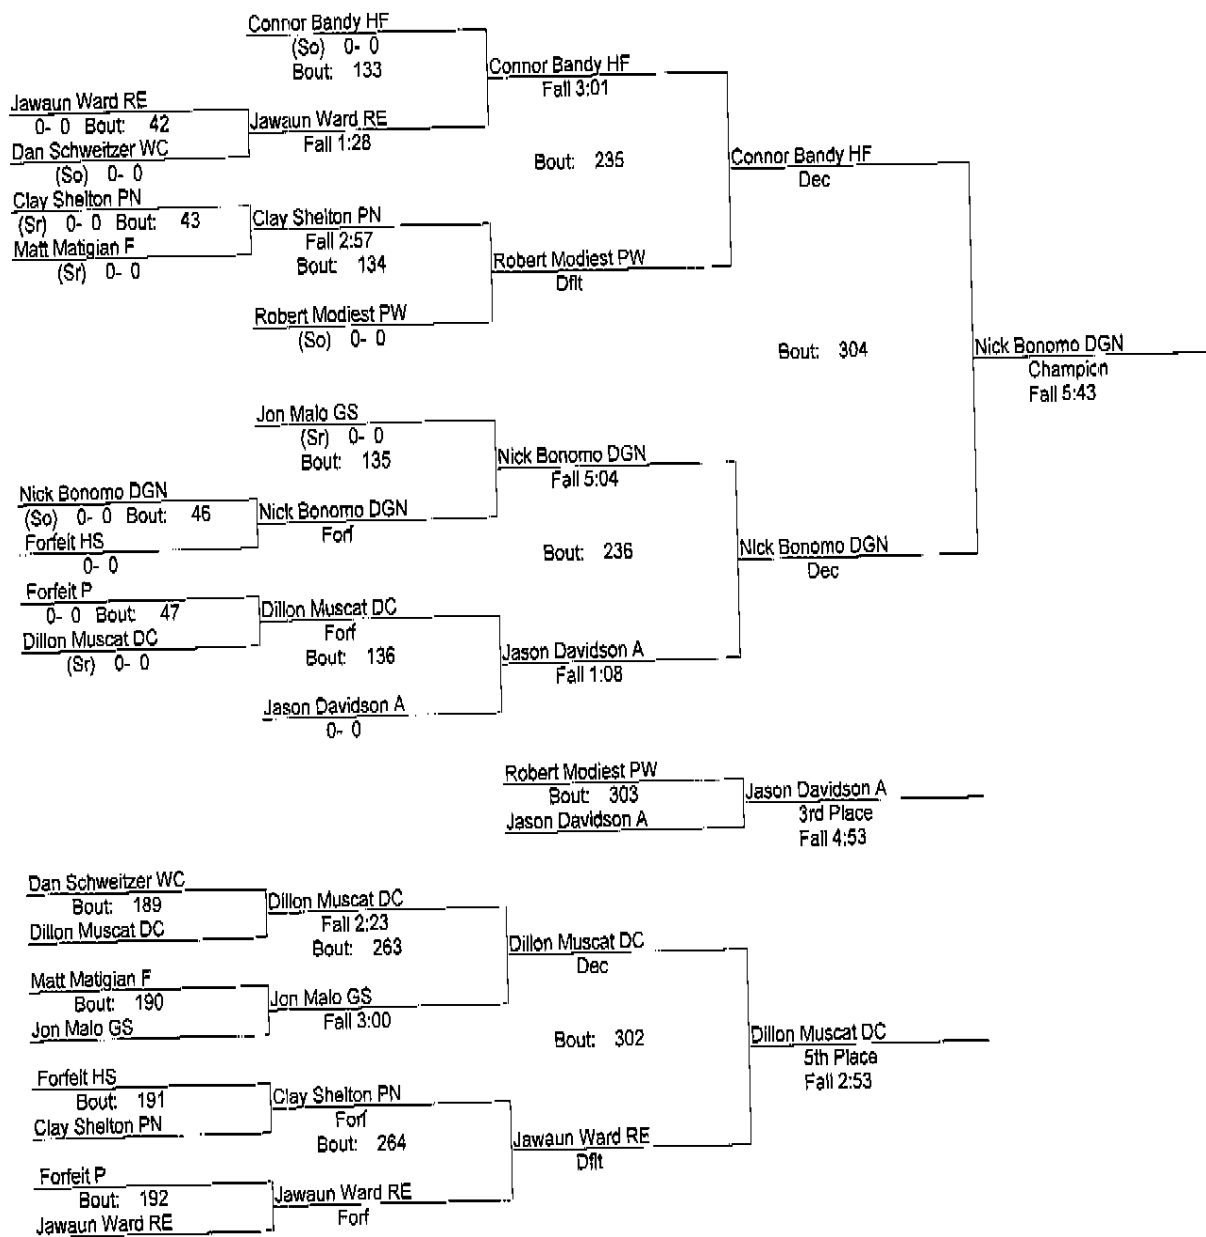 Connor Bandy HF
(So) 0- 0
Bout: 133
Connor Bandy HF
Fall 3:01
Jawaun Ward RE
0- 0 Bout: 42
Jawaun Ward RE
Fall 1:28
Dan Schweitzer WC
(So) 0- 0
Bout: 235
Connor Bandy HF
Dec
Clay Shelton PN
(Sr) 0- 0 Bout: 43
Clay Shelton PN
Fall 2:57
Bout: 134
Matt Matigian F
(Sr) 0- 0
Robert Modiest PW
Dflt
Robert Modiest PW
(So) 0- 0
Bout: 304
Nick Bonomo DGN
Champion
Fall 5:43
Jon Malo GS
(Sr) 0- 0
Bout: 135
Nick Bonomo DGN
Fall 5:04
Nick Bonomo DGN
(So) 0- 0 Bout: 46
Nick Bonomo DGN
Forf
Forfeit HS
0- 0
Bout: 236
Nick Bonomo DGN
Dec
Forfeit P
0- 0 Bout: 47
Dillon Muscat DC
Forf
Bout: 136
Dillon Muscat DC
(Sr) 0- 0
Jason Davidson A
Fall 1:08
Jason Davidson A
0- 0
Robert Modiest PW
Bout: 303
Jason Davidson A
3rd Place
Fall 4:53
Jason Davidson A
Dan Schweitzer WC
Bout: 189
Dillon Muscat DC
Fall 2:23
Bout: 263
Dillon Muscat DC
Dillon Muscat DC
Dec
Matt Matigian F
Bout: 190
Jon Malo GS
Fall 3:00
Jon Malo GS
Bout: 302
Dillon Muscat DC
5th Place
Fall 2:53
Forfeit HS
Bout: 191
Clay Shelton PN
Forf
Bout: 264
Clay Shelton PN
Jawaun Ward RE
Dflt
Forfeit P
Bout: 192
Jawaun Ward RE
Forf
Jawaun Ward RE